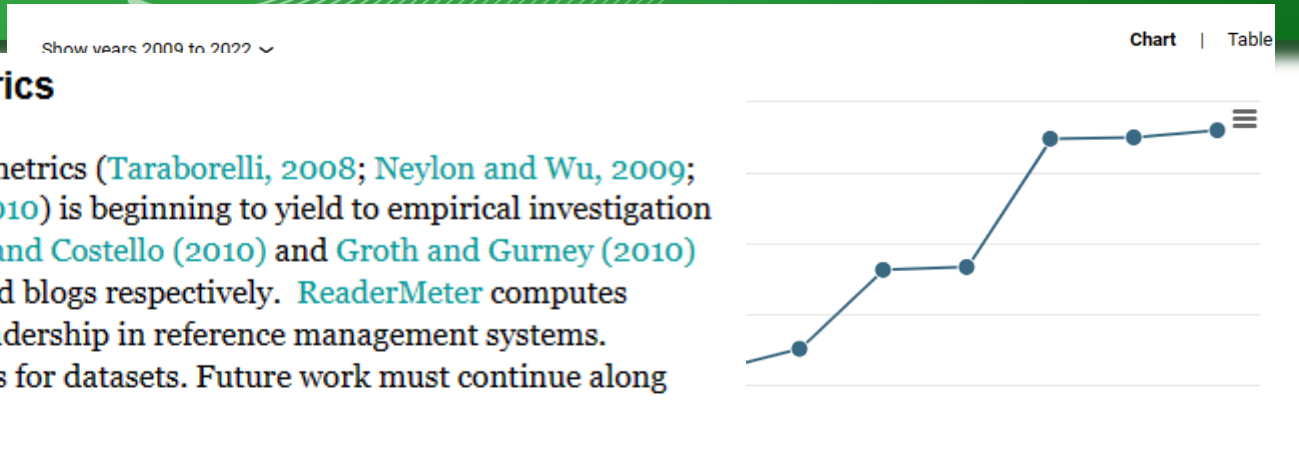 Show years 2009 to 2022
Chart | Table
rics
netrics (Taraborelli, 2008; Neylon and Wu, 2009;
010) is beginning to yield to empirical investigation
and Costello (2010) and Groth and Gurney (2010)
d blogs respectively. ReaderMeter computes
adership in reference management systems.
s for datasets. Future work must continue along